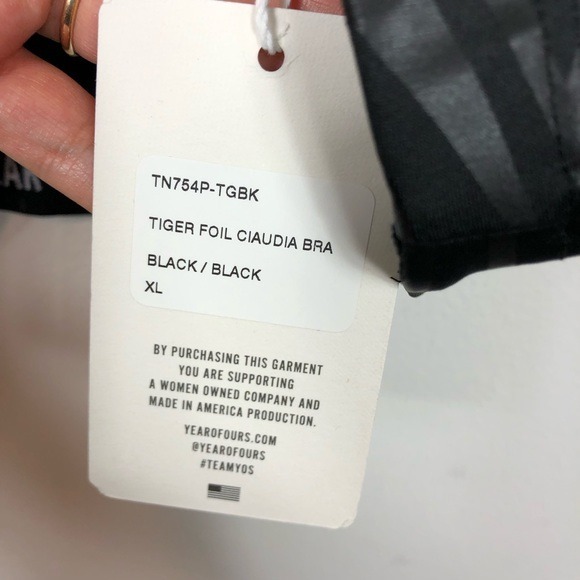 TN754P-TGBK
TIGER FOIL CIAUDIA BRA
BLACK / BLACK
XL
BY PURCHASING THIS GARMENT
YOU ARE SUPPORTING
A WOMEN OWNED COMPANY AND
MADE IN AMERICA PRODUCTION.
YEAROFOURS.COM
@YEAROFOURS
#TEAMYOS